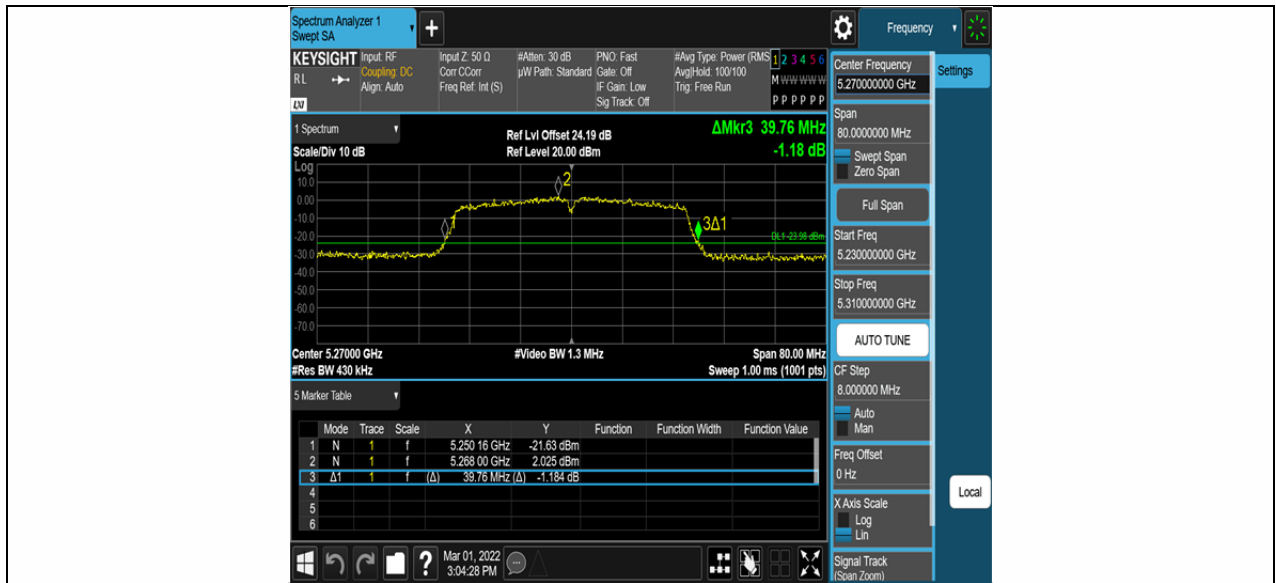 Spectrum Analyzer 1
Swept SA
+
Frequency
KEYSIGHT Input: RF Input Z: 50 Ω #Atten: 30 dB PNO: Fast #Avg Type: Power (RMS 1 2 3 4 5 6
RL Coupling: DC Corr CCorr µW Path: Standard Gate: Off Avg|Hold: 100/100 M W W W W W
Align: Auto Freq Ref: Int (S) IF Gain: Low Trig: Free Run
Sig Track: Off P P P P P P
LXI
1 Spectrum
Ref Lvl Offset 24.19 dB
ΔMkr3 39.76 MHz
Scale/Div 10 dB
Ref Level 20.00 dBm
-1.18 dB
Log
10.0
0.00
-10.0
-20.0
-30.0
-40.0
-50.0
-60.0
-70.0
2
1
3Δ1
DL1 -23.98 dBm
Center 5.27000 GHz #Video BW 1.3 MHz Span 80.00 MHz
#Res BW 430 kHz Sweep 1.00 ms (1001 pts)
5 Marker Table
Mode Trace Scale X Y Function Function Width Function Value
1 N 1 f 5.250 16 GHz -21.63 dBm
2 N 1 f 5.268 00 GHz 2.025 dBm
3 Δ1 1 f (Δ) 39.76 MHz (Δ) -1.184 dB
4
5
6
?
Mar 01, 2022
3:04:28 PM
Center Frequency
5.270000000 GHz
Span
80.0000000 MHz
Swept Span
Zero Span
Full Span
Start Freq
5.230000000 GHz
Stop Freq
5.310000000 GHz
AUTO TUNE
CF Step
8.000000 MHz
Auto
Man
Freq Offset
0 Hz
X Axis Scale
Log
Lin
Signal Track
(Span Zoom)
Settings
Local